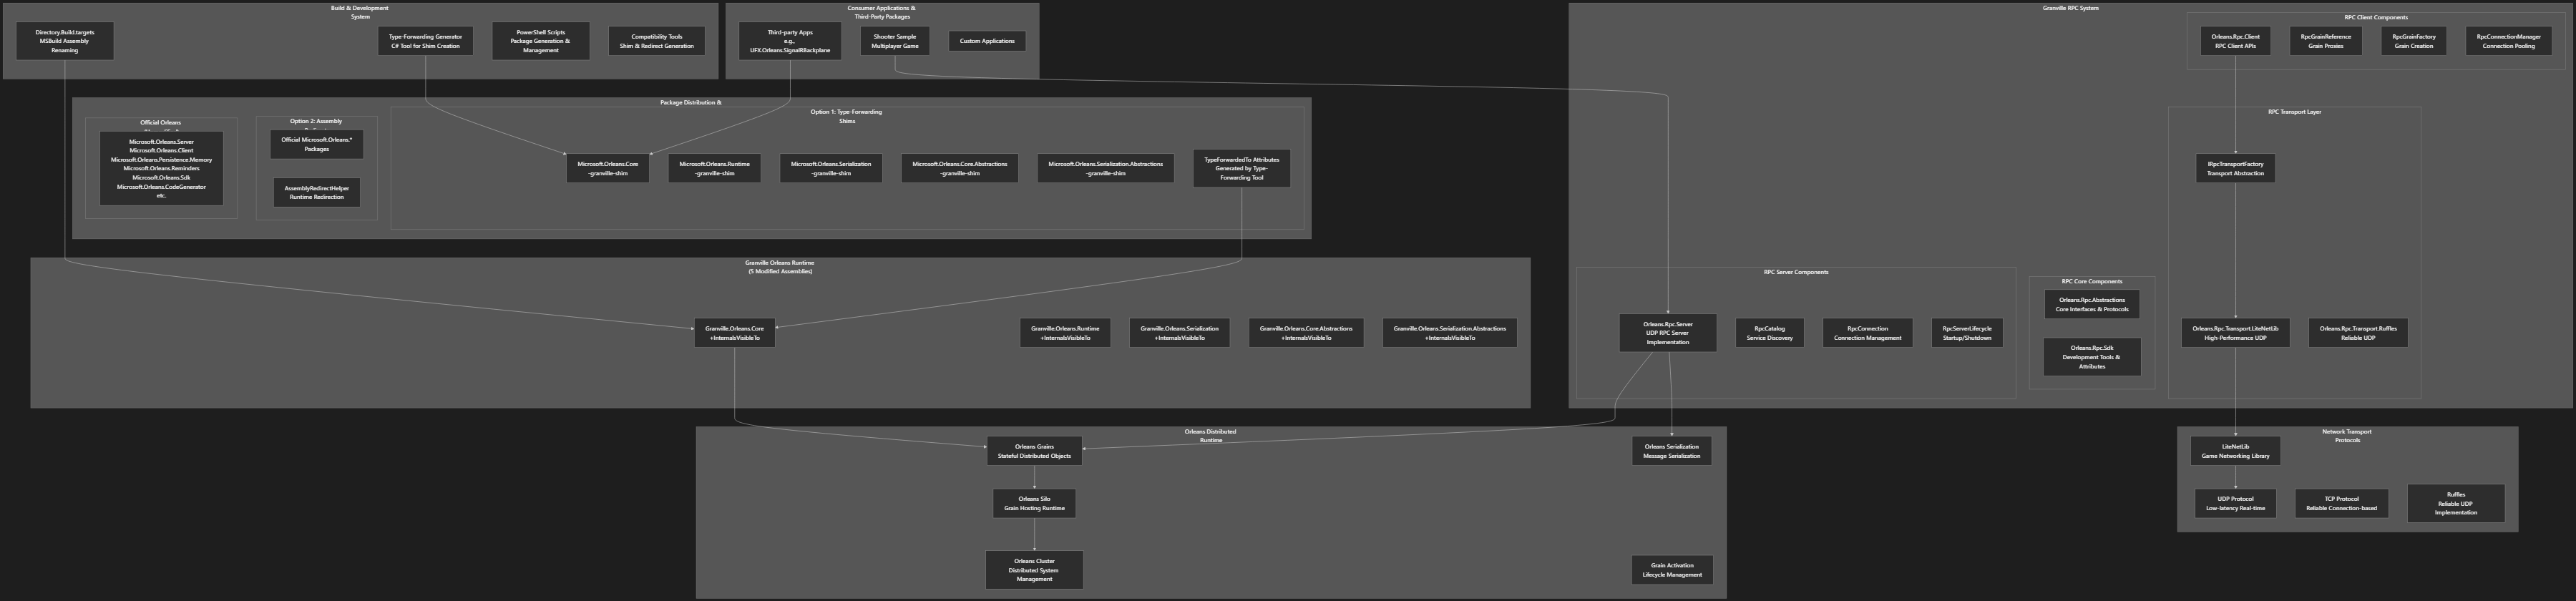 Build & Development
System
Directory.Build.targets
MSBuild Assembly
Renaming
Type-Forwarding Generator
C# Tool for Shim Creation
PowerShell Scripts
Package Generation &
Management
Compatibility Tools
Shim & Redirect Generation
Consumer Applications &
Third-Party Packages
Third-party Apps
e.g.,
UFX.Orleans.SignalRBackplane
Shooter Sample
Multiplayer Game
Custom Applications
Package Distribution &
Official Orleans
Microsoft.Orleans.Server
Microsoft.Orleans.Client
Microsoft.Orleans.Persistence.Memory
Microsoft.Orleans.Reminders
Microsoft.Orleans.Sdk
Microsoft.Orleans.CodeGenerator
etc.
Option 2: Assembly
Official Microsoft.Orleans.*
Packages
AssemblyRedirectHelper
Runtime Redirection
Option 1: Type-Forwarding
Shims
Microsoft.Orleans.Core
-granville-shim
Microsoft.Orleans.Runtime
-granville-shim
Microsoft.Orleans.Serialization
-granville-shim
Microsoft.Orleans.Core.Abstractions
-granville-shim
Microsoft.Orleans.Serialization.Abstractions
-granville-shim
TypeForwardedTo Attributes
Generated by Type-
Forwarding Tool
Granville Orleans Runtime
(5 Modified Assemblies)
Granville.Orleans.Core
+InternalsVisibleTo
Granville.Orleans.Runtime
+InternalsVisibleTo
Granville.Orleans.Serialization
+InternalsVisibleTo
Granville.Orleans.Core.Abstractions
+InternalsVisibleTo
Granville.Orleans.Serialization.Abstractions
+InternalsVisibleTo
Granville RPC System
RPC Client Components
Orleans.Rpc.Client
RPC Client APIs
RpcGrainReference
Grain Proxies
RpcGrainFactory
Grain Creation
RpcConnectionManager
Connection Pooling
RPC Transport Layer
IRpcTransportFactory
Transport Abstraction
Orleans.Rpc.Transport.LiteNetLib
High-Performance UDP
Orleans.Rpc.Transport.Ruffles
Reliable UDP
RPC Server Components
Orleans.Rpc.Server
UDP RPC Server
Implementation
RpcCatalog
Service Discovery
RpcConnection
Connection Management
RpcServerLifecycle
Startup/Shutdown
RPC Core Components
Orleans.Rpc.Abstractions
Core Interfaces & Protocols
Orleans.Rpc.Sdk
Development Tools &
Attributes
Orleans Distributed
Runtime
Orleans Grains
Stateful Distributed Objects
Orleans Silo
Grain Hosting Runtime
Orleans Cluster
Distributed System
Management
Orleans Serialization
Message Serialization
Grain Activation
Lifecycle Management
Network Transport
Protocols
LiteNetLib
Game Networking Library
UDP Protocol
Low-latency Real-time
TCP Protocol
Reliable Connection-based
Ruffles
Reliable UDP
Implementation